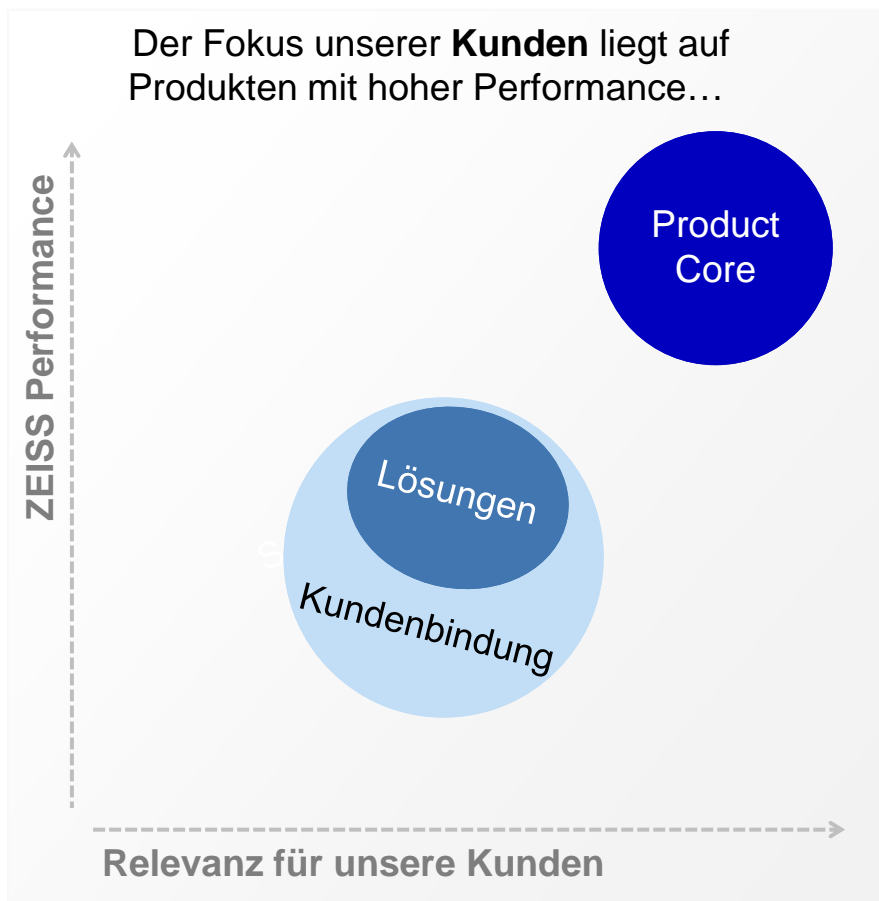 Der Fokus unserer Kunden liegt auf
Produkten mit hoher Performance…
Product
Core
ZEISS Performance
Lösungen
Kundenbindung
Relevanz für unsere Kunden